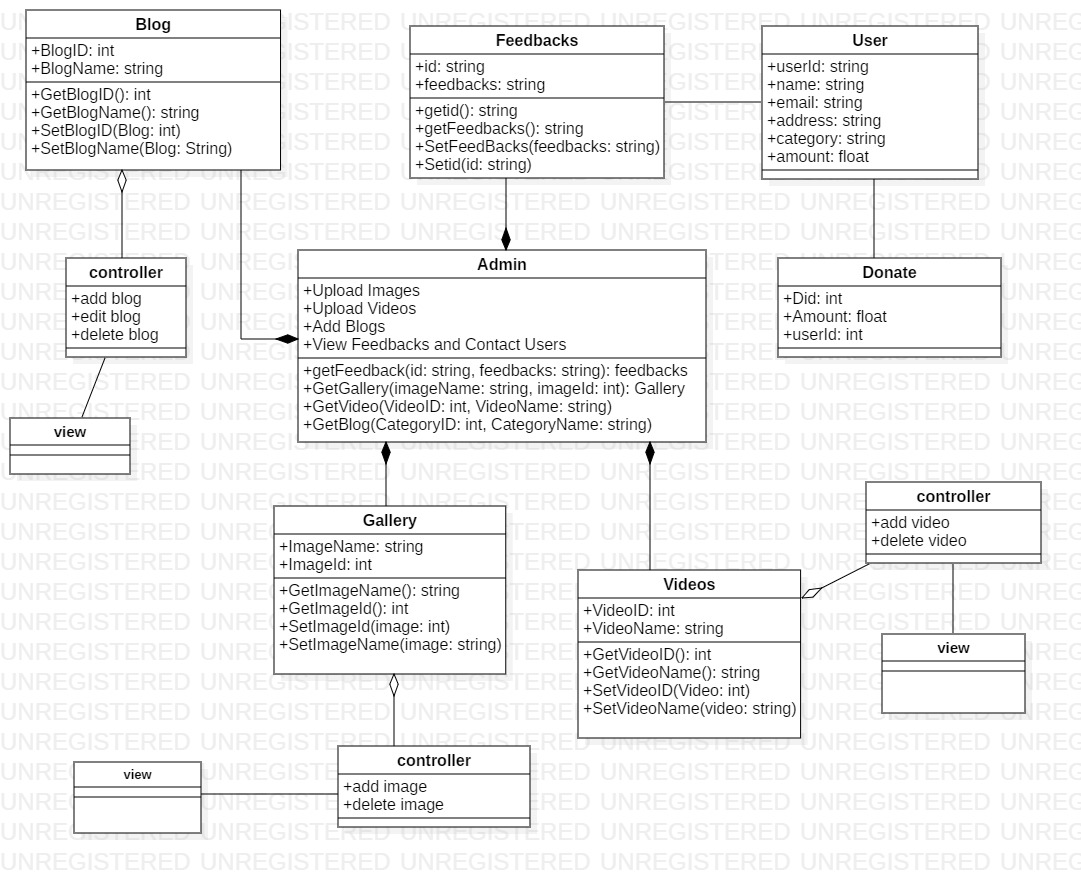 Blog
+BlogID: int
+BlogName: string
+GetBlogID(): int
+GetBlogName(): string
+SetBlogID(Blog: int)
+SetBlogName(Blog: String)
Feedbacks
+id: string
+feedbacks: string
+getid(): string
+getFeedbacks(): string
+SetFeedBacks(feedbacks: string)
+Setid(id: string)
User
+userId: string
+name: string
+email: string
+address: string
+category: string
+amount: float
controller
+add blog
+edit blog
+delete blog
view
Admin
+Upload Images
+Upload Videos
+Add Blogs
+View Feedbacks and Contact Users
+getFeedback(id: string, feedbacks: string): feedbacks
+GetGallery(imageName: string, imageId: int): Gallery
+GetVideo(VideoID: int, VideoName: string)
+GetBlog(CategoryID: int, CategoryName: string)
Donate
+Did: int
+Amount: float
+userId: int
Gallery
+ImageName: string
+ImageId: int
+GetImageName(): string
+GetImageId(): int
+SetImageId(image: int)
+SetImageName(image: string)
Videos
+VideoID: int
+VideoName: string
+GetVideoID(): int
+GetVideoName(): string
+SetVideoID(Video: int)
+SetVideoName(video: string)
controller
+add video
+delete video
view
view
controller
+add image
+delete image
UNREGISTERED